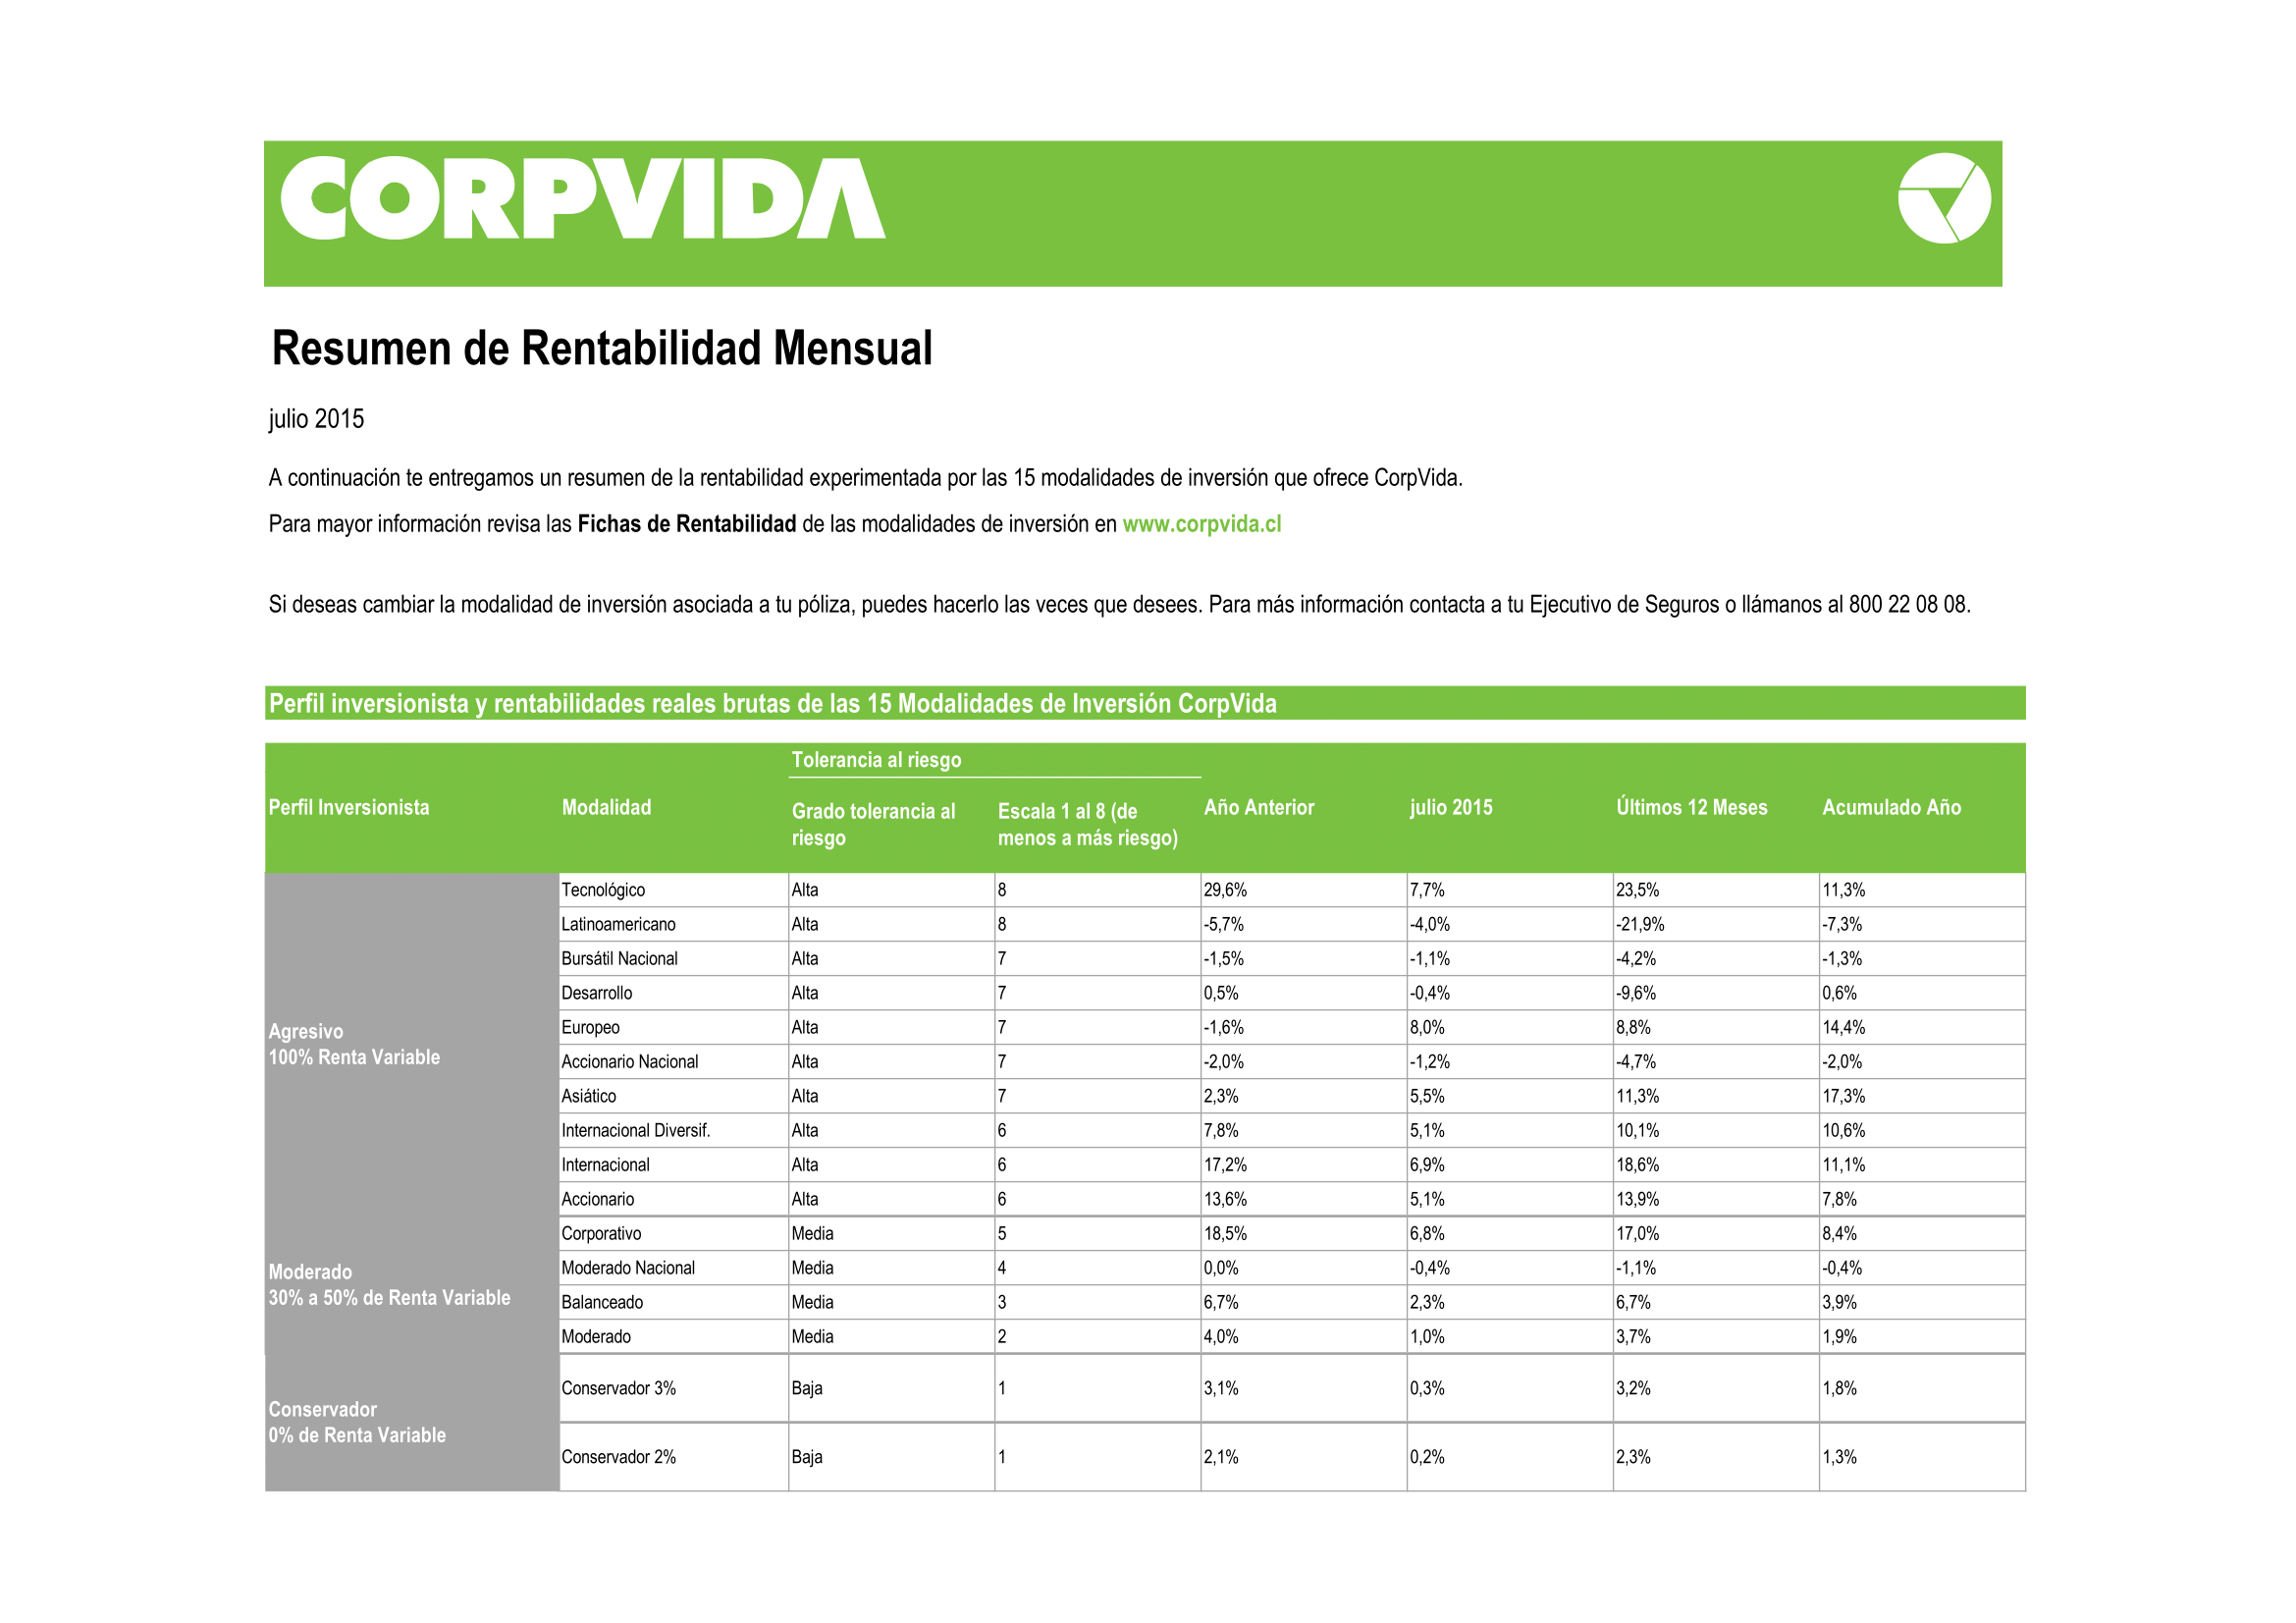 CORPVIDA
Resumen de Rentabilidad Mensual
julio 2015
A continuación te entregamos un resumen de la rentabilidad experimentada por las 15 modalidades de inversión que ofrece CorpVida.
Para mayor información revisa las Fichas de Rentabilidad de las modalidades de inversión en www.corpvida.cl
Si deseas cambiar la modalidad de inversión asociada a tu póliza, puedes hacerlo las veces que desees. Para más información contacta a tu Ejecutivo de Seguros o llámanos al 800 22 08 08.
Perfil inversionista y rentabilidades reales brutas de las 15 Modalidades de Inversión CorpVida
Tolerancia al riesgo
Perfil Inversionista Modalidad Grado tolerancia al riesgo Escala 1 al 8 (de menos a más riesgo) Año Anterior julio 2015 Últimos 12 Meses Acumulado Año
Agresivo
100% Renta Variable
Tecnológico Alta 8 29,6% 7,7% 23,5% 11,3%
Latinoamericano Alta 8 -5,7% -4,0% -21,9% -7,3%
Bursátil Nacional Alta 7 -1,5% -1,1% -4,2% -1,3%
Desarrollo Alta 7 0,5% -0,4% -9,6% 0,6%
Europeo Alta 7 -1,6% 8,0% 8,8% 14,4%
Accionario Nacional Alta 7 -2,0% -1,2% -4,7% -2,0%
Asiático Alta 7 2,3% 5,5% 11,3% 17,3%
Internacional Diversif. Alta 6 7,8% 5,1% 10,1% 10,6%
Internacional Alta 6 17,2% 6,9% 18,6% 11,1%
Accionario Alta 6 13,6% 5,1% 13,9% 7,8%
Moderado
30% a 50% de Renta Variable
Corporativo Media 5 18,5% 6,8% 17,0% 8,4%
Moderado Nacional Media 4 0,0% -0,4% -1,1% -0,4%
Balanceado Media 3 6,7% 2,3% 6,7% 3,9%
Moderado Media 2 4,0% 1,0% 3,7% 1,9%
Conservador
0% de Renta Variable
Conservador 3% Baja 1 3,1% 0,3% 3,2% 1,8%
Conservador 2% Baja 1 2,1% 0,2% 2,3% 1,3%